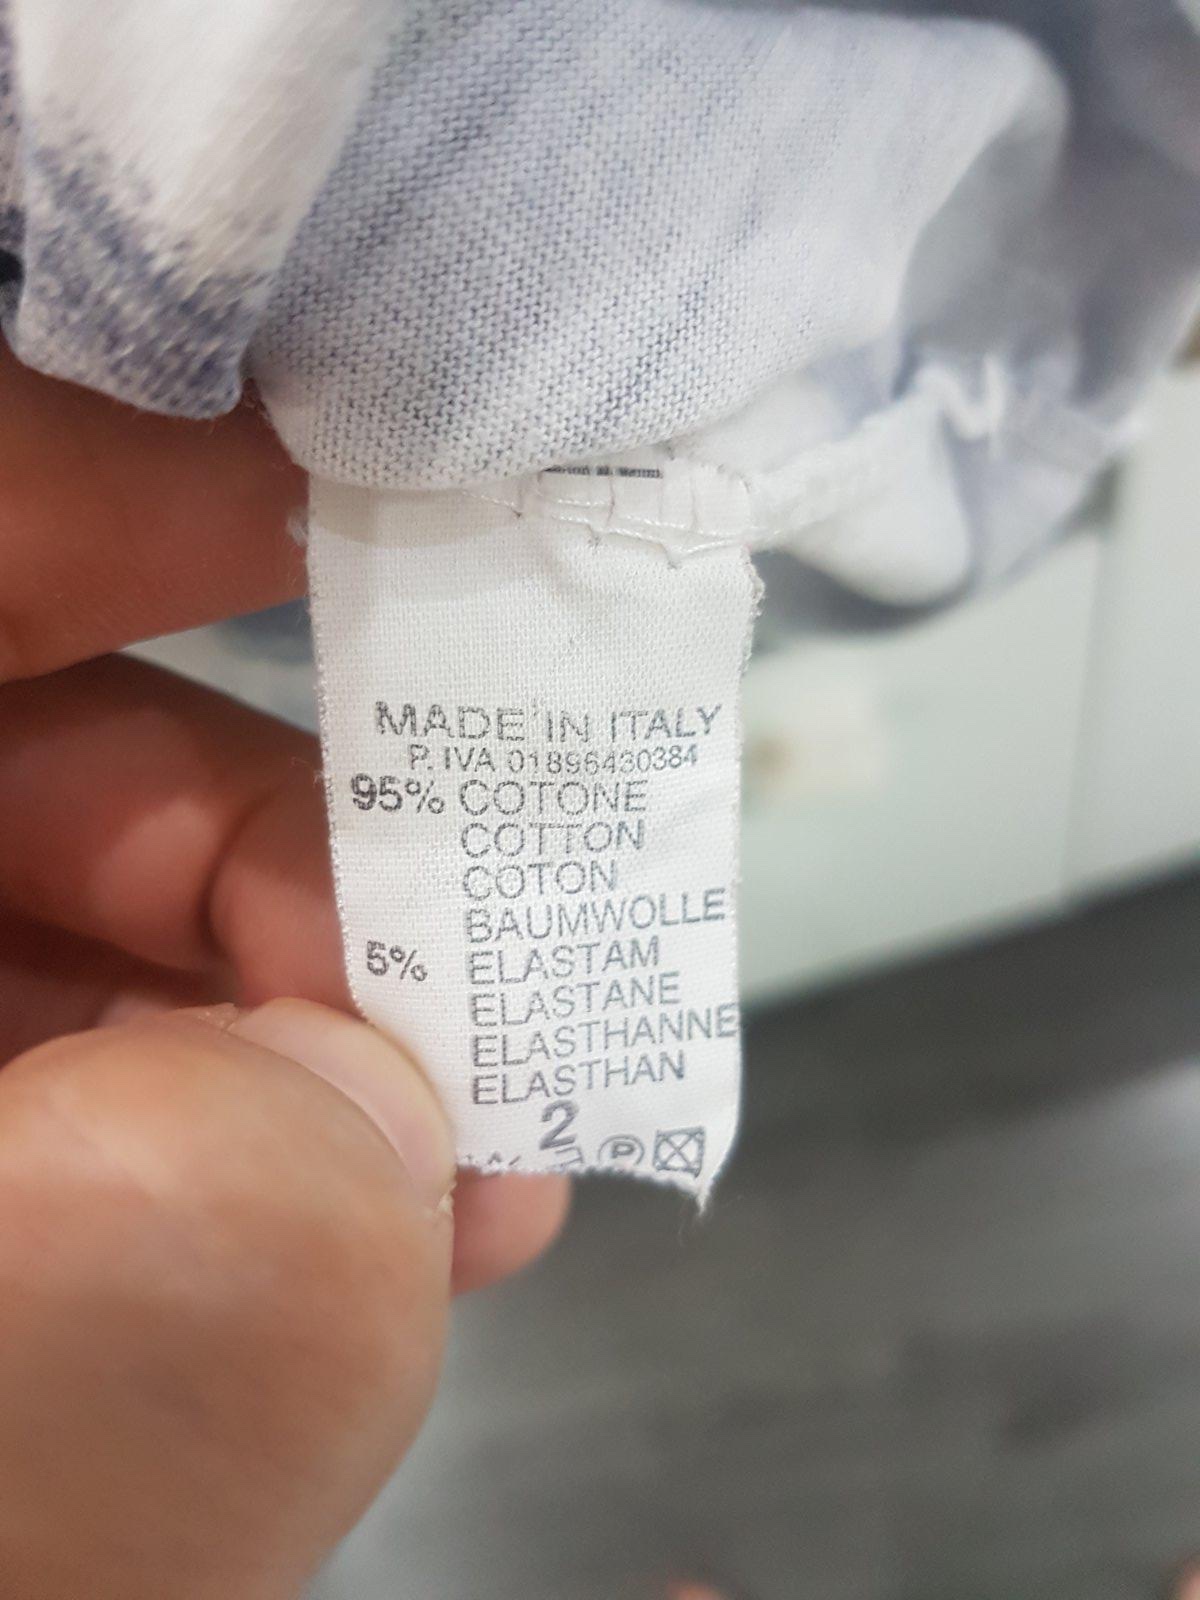 MADE IN ITALY
P. IVA 01896430384
95% COTONE
COTTON
COTON
BAUMWOLLE
5% ELASTAM
ELASTANE
ELASTHANNE
ELASTHAN
2
P